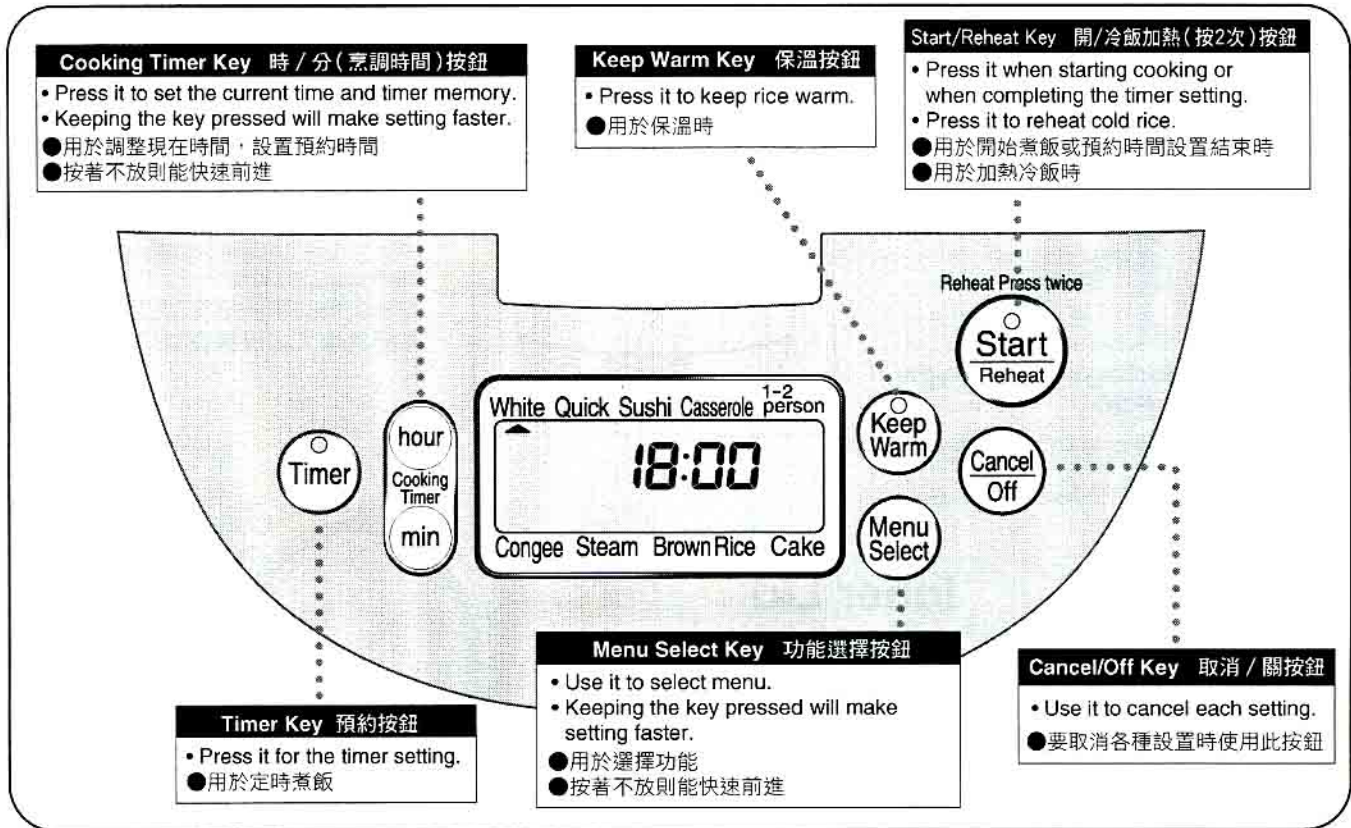 Cooking Timer Key 時 / 分(烹調時間)按鈕
• Press it to set the current time and timer memory.
• Keeping the key pressed will make setting faster.
●用於調整現在時間，設置預約時間
●按著不放則能快速前進
Keep Warm Key 保溫按鈕
• Press it to keep rice warm.
●用於保溫時
Start/Reheat Key 開/冷飯加熱(按2次)按鈕
• Press it when starting cooking or
when completing the timer setting.
• Press it to reheat cold rice.
●用於開始煮飯或預約時間設置結束時
●用於加熱冷飯時
Reheat Press twice
Start
Reheat
White Quick Sushi Casserole 1-2 person
18:00
Congee Steam Brown Rice Cake
Timer
hour
Cooking
Timer
min
Keep
Warm
Menu
Select
Cancel
Off
Timer Key 預約按鈕
• Press it for the timer setting.
●用於定時煮飯
Menu Select Key 功能選擇按鈕
• Use it to select menu.
• Keeping the key pressed will make
setting faster.
●用於選擇功能
●按著不放則能快速前進
Cancel/Off Key 取消 / 關按鈕
• Use it to cancel each setting.
●要取消各種設置時使用此按鈕